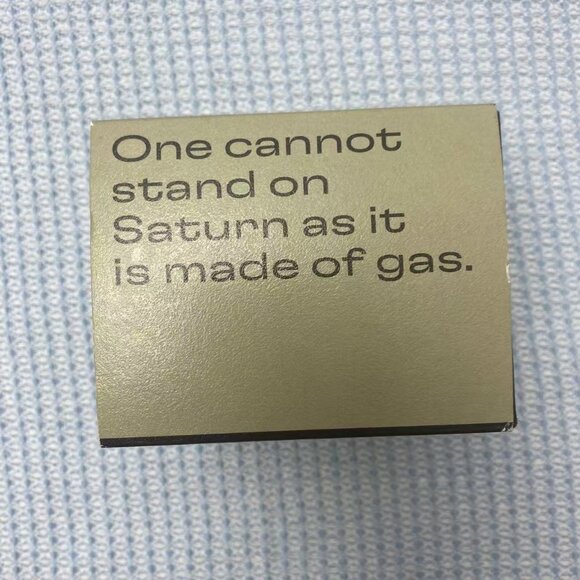 One cannot
stand on
Saturn as it
is made of gas.